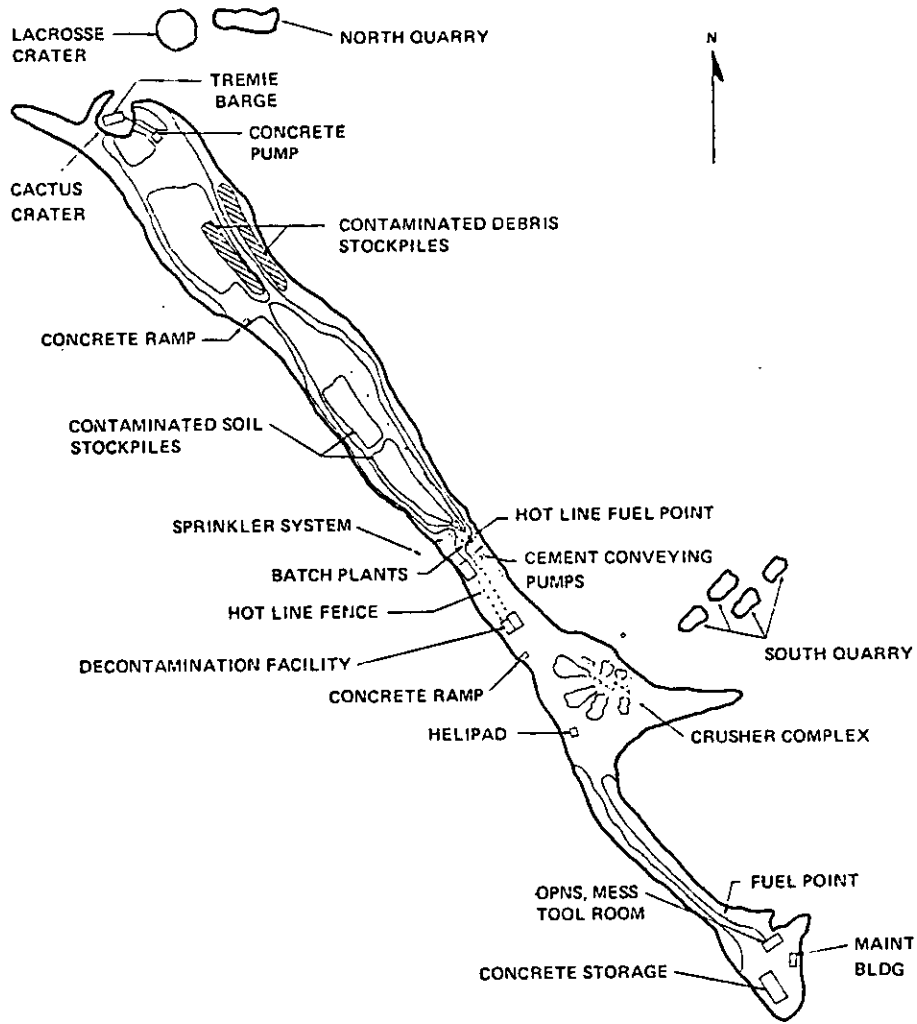 LACROSSE
CRATER
NORTH QUARRY
N
TREMIE
BARGE
CONCRETE
PUMP
CACTUS
CRATER
CONTAMINATED DEBRIS
STOCKPILES
CONCRETE RAMP
CONTAMINATED SOIL
STOCKPILES
SPRINKLER SYSTEM
HOT LINE FUEL POINT
BATCH PLANTS
CEMENT CONVEYING
PUMPS
HOT LINE FENCE
DECONTAMINATION FACILITY
SOUTH QUARRY
CONCRETE RAMP
HELIPAD
CRUSHER COMPLEX
OPNS, MESS
TOOL ROOM
FUEL POINT
MAINT
BLDG
CONCRETE STORAGE